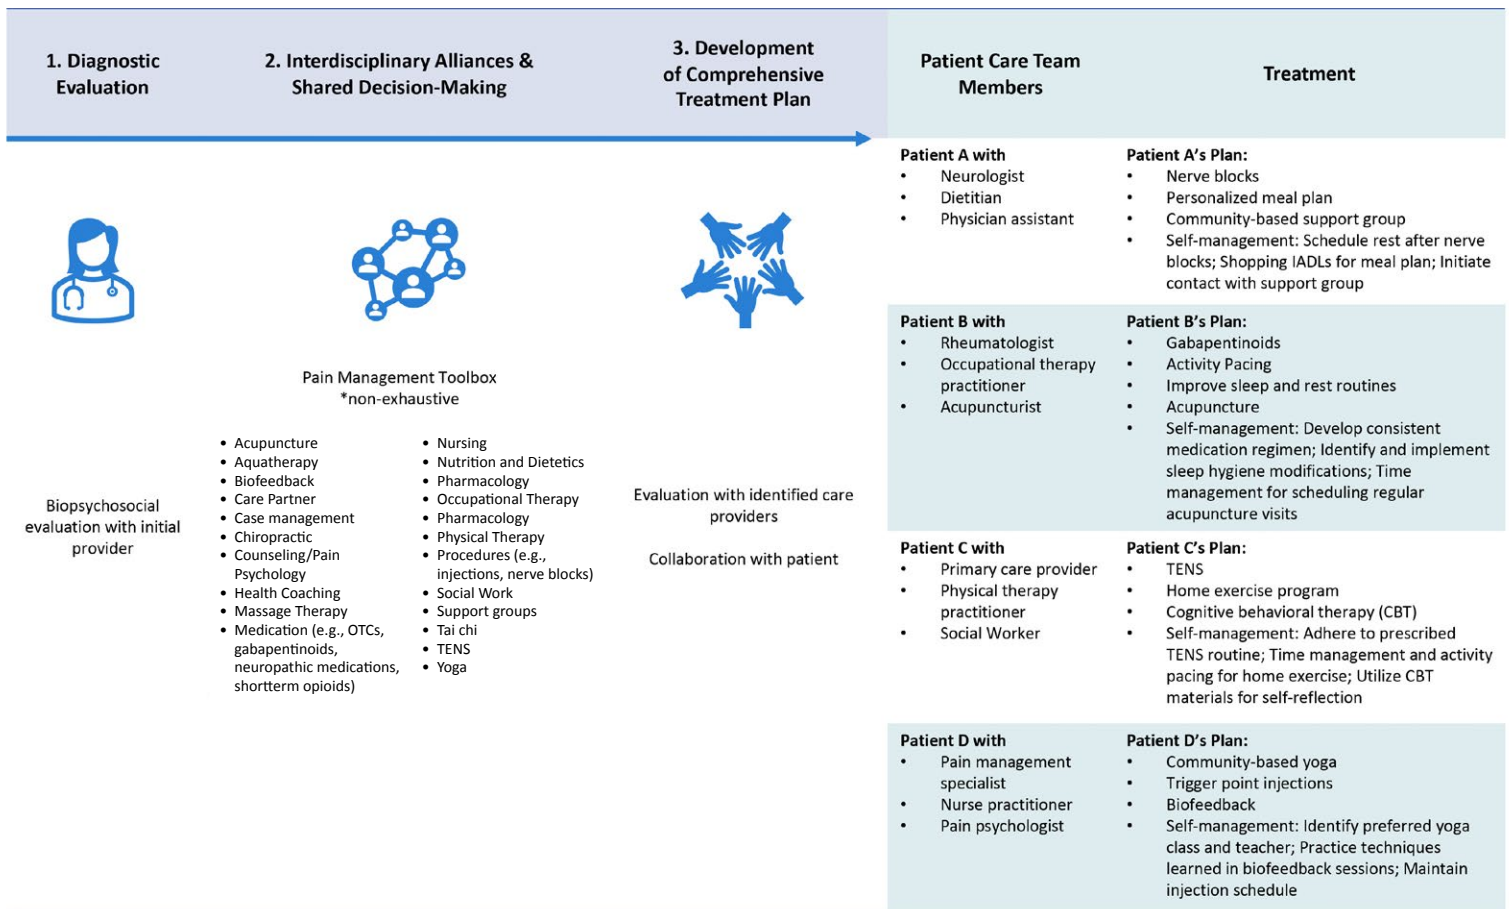 1. Diagnostic
Evaluation
2. Interdisciplinary Alliances &
Shared Decision-Making
3. Development
of Comprehensive
Treatment Plan
Patient Care Team
Members
Treatment
Biopsychosocial
evaluation with initial
provider
Pain Management Toolbox
*non-exhaustive
• Acupuncture
• Aquatherapy
• Biofeedback
• Care Partner
• Case management
• Chiropractic
• Counseling/Pain
Psychology
• Health Coaching
• Massage Therapy
• Medication (e.g., OTCs,
gabapentinoids,
neuropathic medications,
shortterm opioids)
• Nursing
• Nutrition and Dietetics
• Pharmacology
• Occupational Therapy
• Pharmacology
• Physical Therapy
• Procedures (e.g.,
injections, nerve blocks)
• Social Work
• Support groups
• Tai chi
• TENS
• Yoga
Evaluation with identified care
providers
Collaboration with patient
Patient A with
• Neurologist
• Dietitian
• Physician assistant
Patient A's Plan:
• Nerve blocks
• Personalized meal plan
• Community-based support group
• Self-management: Schedule rest after nerve
blocks; Shopping IADLs for meal plan; Initiate
contact with support group
Patient B with
• Rheumatologist
• Occupational therapy
practitioner
• Acupuncturist
Patient B's Plan:
• Gabapentinoids
• Activity Pacing
• Improve sleep and rest routines
• Acupuncture
• Self-management: Develop consistent
medication regimen; Identify and implement
sleep hygiene modifications; Time
management for scheduling regular
acupuncture visits
Patient C with
• Primary care provider
• Physical therapy
practitioner
• Social Worker
Patient C's Plan:
• TENS
• Home exercise program
• Cognitive behavioral therapy (CBT)
• Self-management: Adhere to prescribed
TENS routine; Time management and activity
pacing for home exercise; Utilize CBT
materials for self-reflection
Patient D with
• Pain management
specialist
• Nurse practitioner
• Pain psychologist
Patient D's Plan:
• Community-based yoga
• Trigger point injections
• Biofeedback
• Self-management: Identify preferred yoga
class and teacher; Practice techniques
learned in biofeedback sessions; Maintain
injection schedule